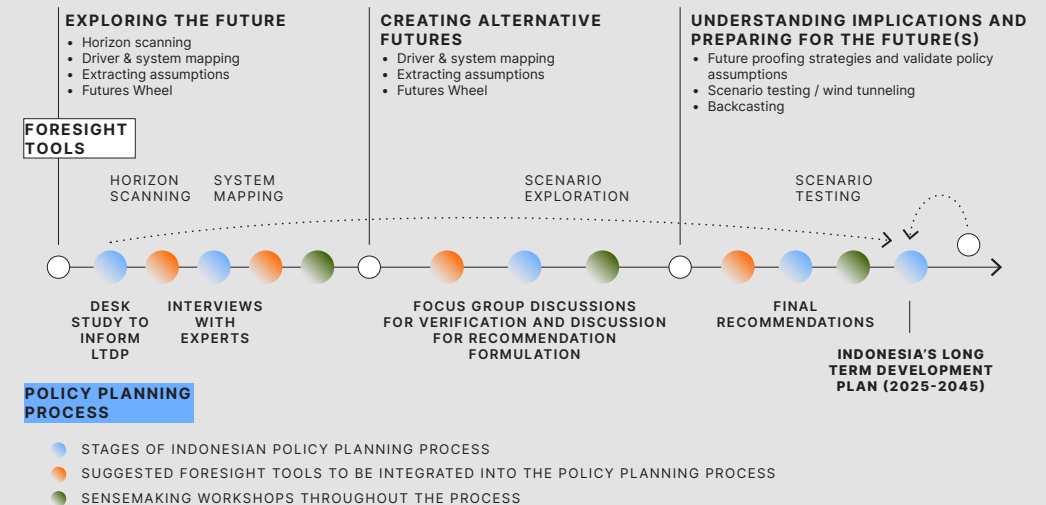 EXPLORING THE FUTURE
• Horizon scanning
• Driver & system mapping
• Extracting assumptions
• Futures Wheel
CREATING ALTERNATIVE
FUTURES
• Driver & system mapping
• Extracting assumptions
• Futures Wheel
UNDERSTANDING IMPLICATIONS AND
PREPARING FOR THE FUTURE(S)
• Future proofing strategies and validate policy
assumptions
• Scenario testing / wind tunneling
• Backcasting
FORESIGHT
TOOLS
HORIZON
SCANNING
SYSTEM
MAPPING
SCENARIO
EXPLORATION
SCENARIO
TESTING
DESK
STUDY TO
INFORM
LTDP
INTERVIEWS
WITH
EXPERTS
FOCUS GROUP DISCUSSIONS
FOR VERIFICATION AND DISCUSSION
FOR RECOMMENDATION
FORMULATION
FINAL
RECOMMENDATIONS
INDONESIA'S LONG
TERM DEVELOPMENT
PLAN (2025-2045)
POLICY PLANNING
PROCESS
STAGES OF INDONESIAN POLICY PLANNING PROCESS
SUGGESTED FORESIGHT TOOLS TO BE INTEGRATED INTO THE POLICY PLANNING PROCESS
SENSEMAKING WORKSHOPS THROUGHOUT THE PROCESS